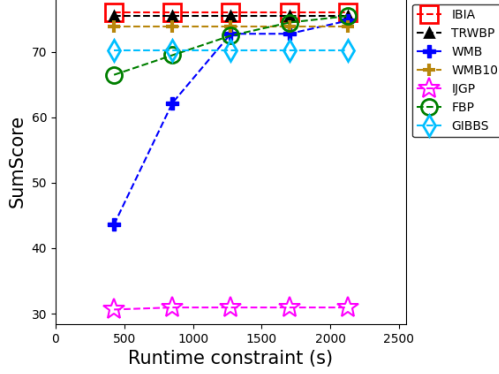 SumScore
70
60
50
40
30
0
500
1000
1500
2000
2500
Runtime constraint (s)
IBIA
TRWBP
WMB
WMB10
IJGP
FBP
GIBBS